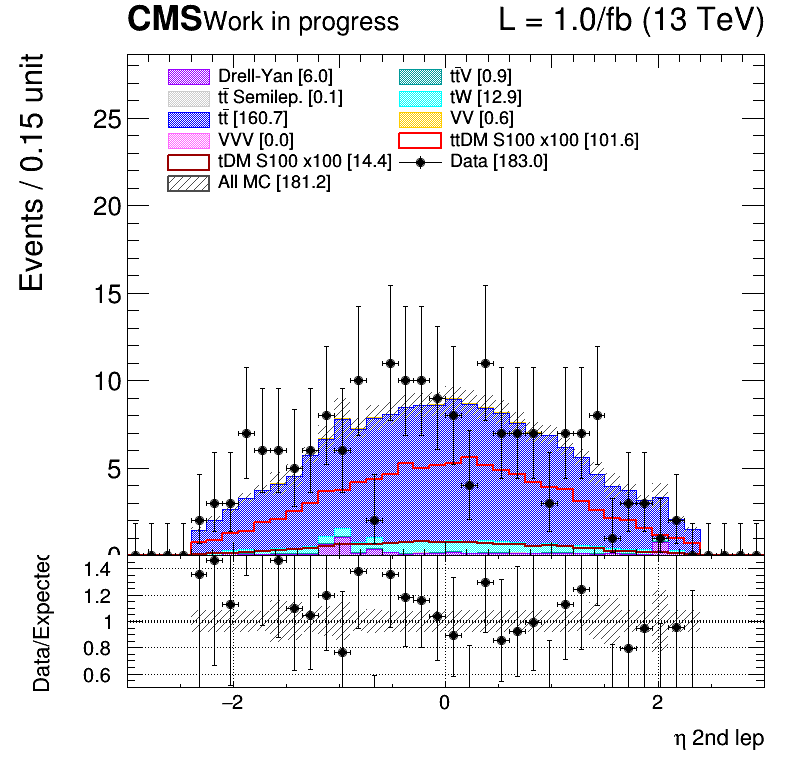 CMS Work in progress L = 1.0/fb (13 TeV)
Drell-Yan [6.0] tt̄V [0.9]
tt̄ Semilep. [0.1] tW [12.9]
tt̄ [160.7] VV [0.6]
VVV [0.0] ttDM S100 x100 [101.6]
tDM S100 x100 [14.4] Data [183.0]
All MC [181.2]
Events / 0.15 unit
25
20
15
10
5
0
Data/Expected
1.4
1.2
1
0.8
0.6
−2 0 2
η 2nd lep